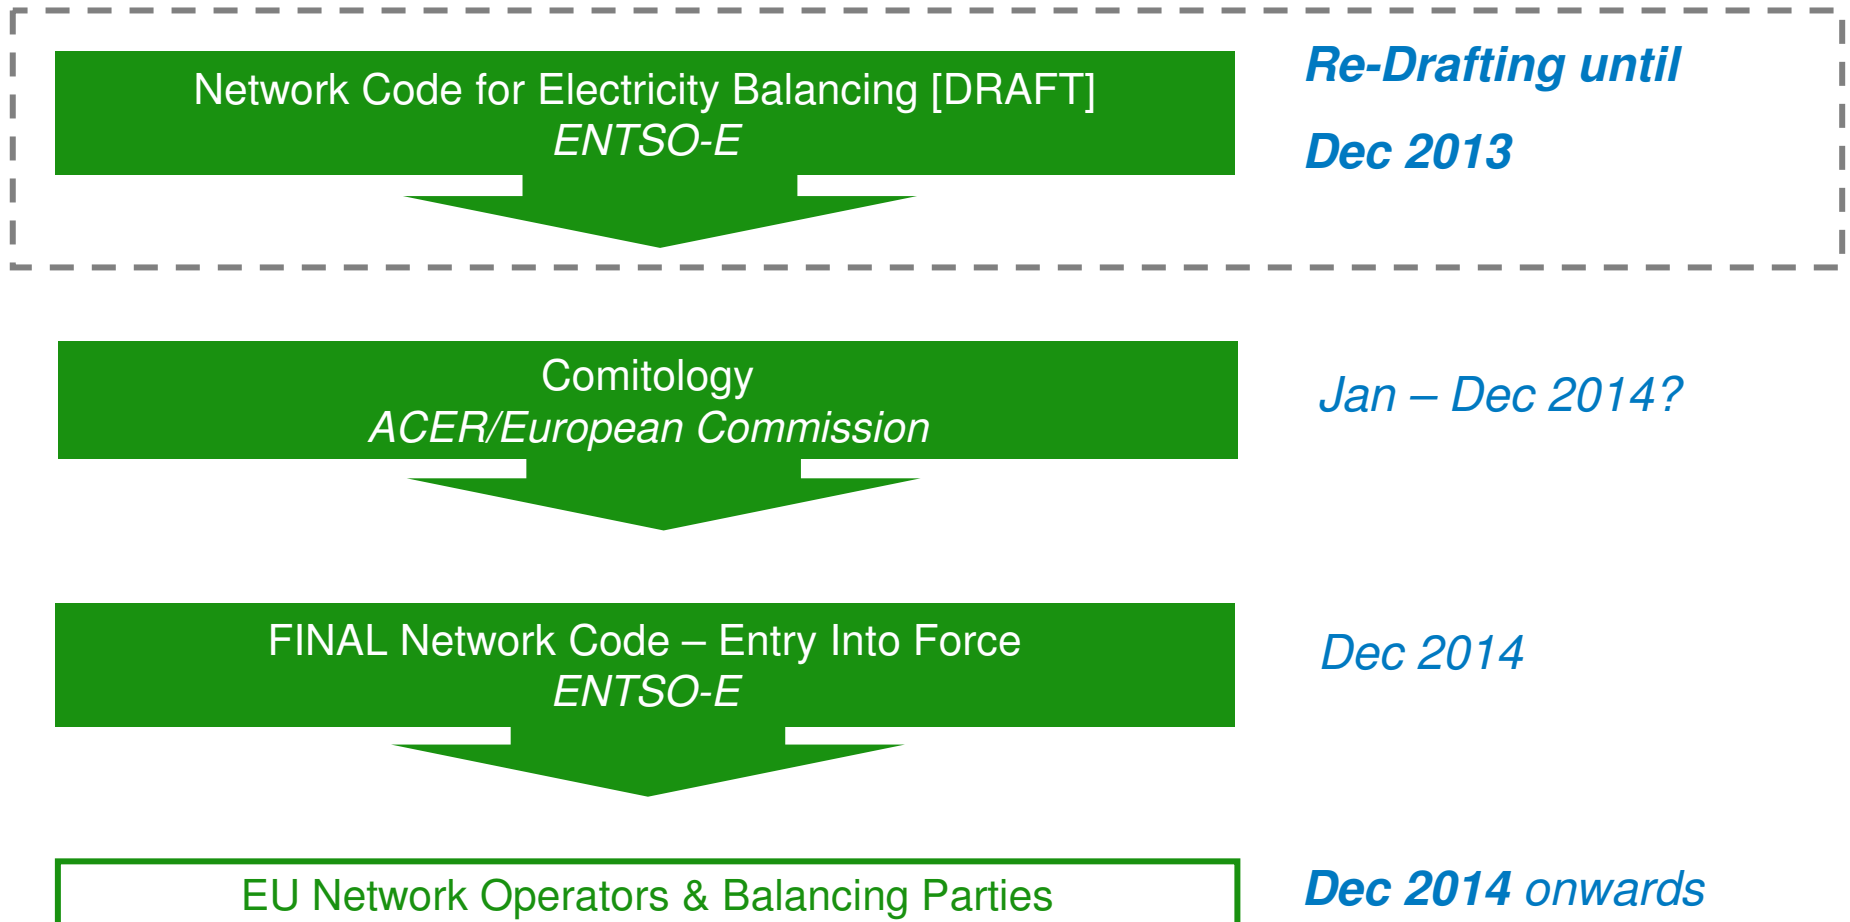 Network Code for Electricity Balancing [DRAFT]
ENTSO-E
Re-Drafting until
Dec 2013
Comitology
ACER/European Commission
Jan – Dec 2014?
FINAL Network Code – Entry Into Force
ENTSO-E
Dec 2014
EU Network Operators & Balancing Parties
Dec 2014 onwards